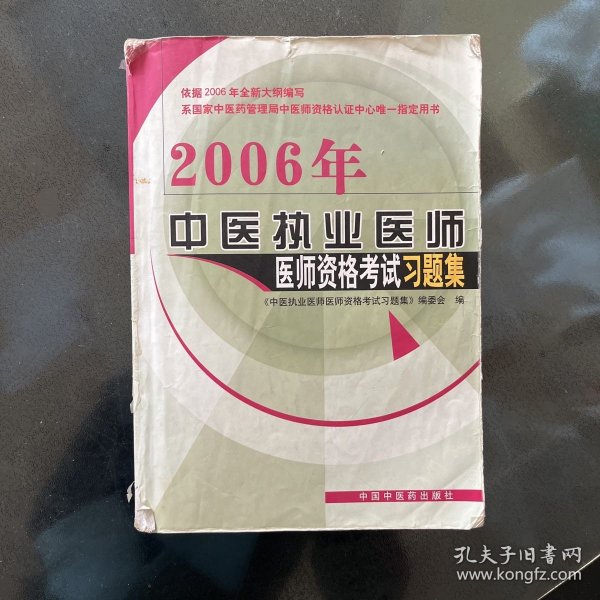 依据2006年全新大纲编写
系国家中医药管理局中医师资格认证中心唯一指定用书
2006年
中医执业医师
医师资格考试习题集
《中医执业医师医师资格考试习题集》编委会 编
中国中医药出版社
孔夫子旧书网
www.kongfz.com